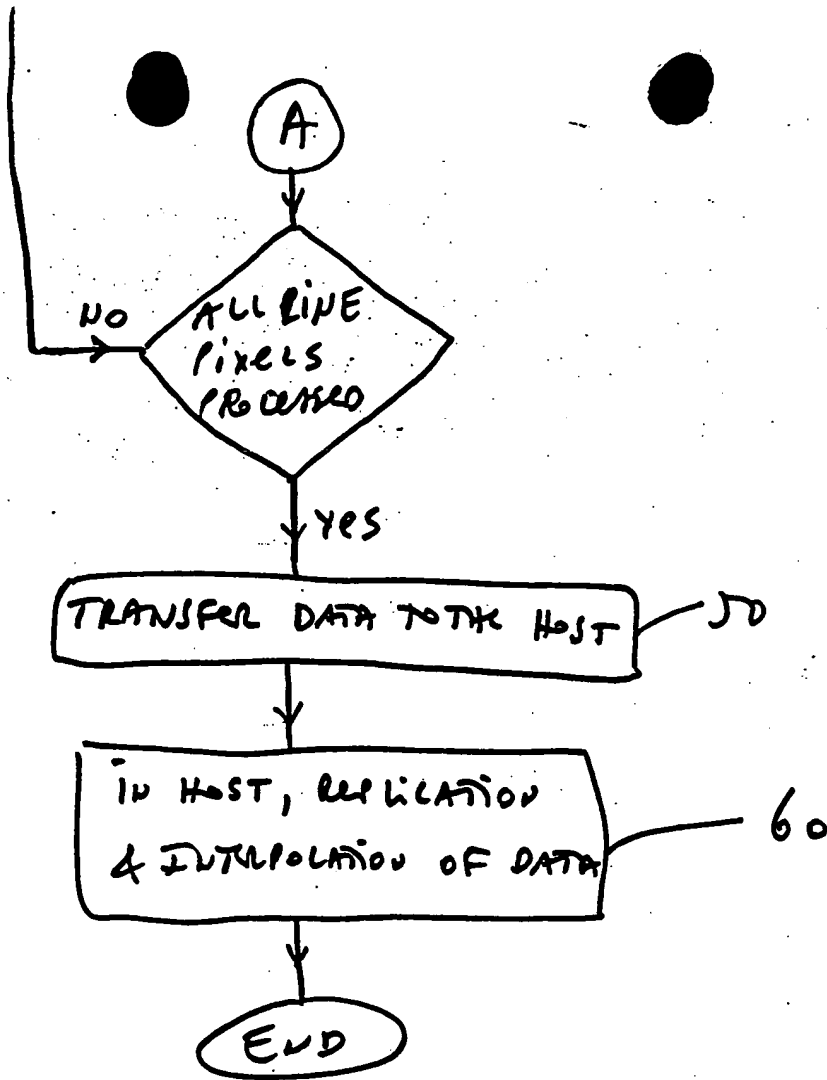 A
NO
ALL LINE
PIXELS
PROCESSED
YES
TRANSFER DATA TO THE HOST
50
IN HOST, REPLICATION
& INTERPOLATION OF DATA
60
END